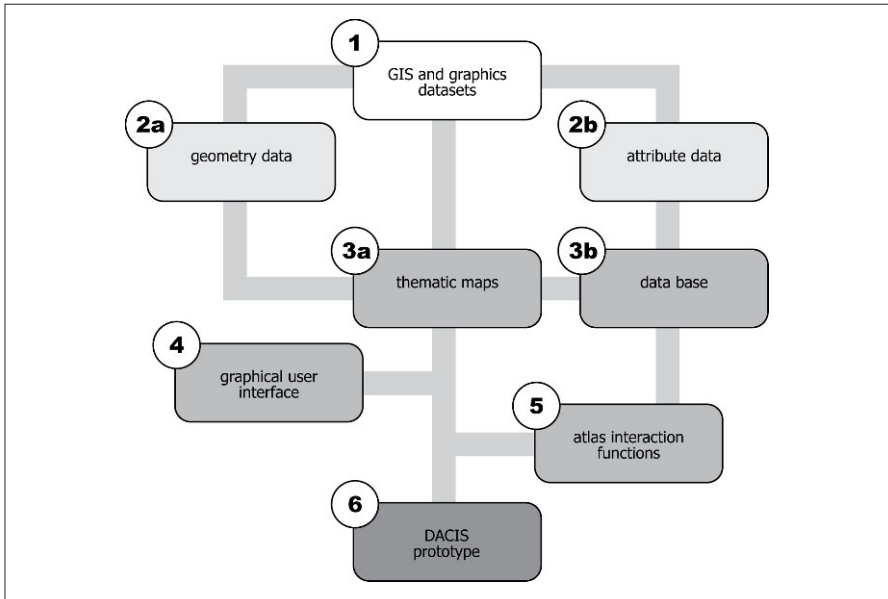 1
GIS and graphics
datasets
2a
geometry data
2b
attribute data
3a
thematic maps
3b
data base
4
graphical user
interface
5
atlas interaction
functions
6
DACIS
prototype